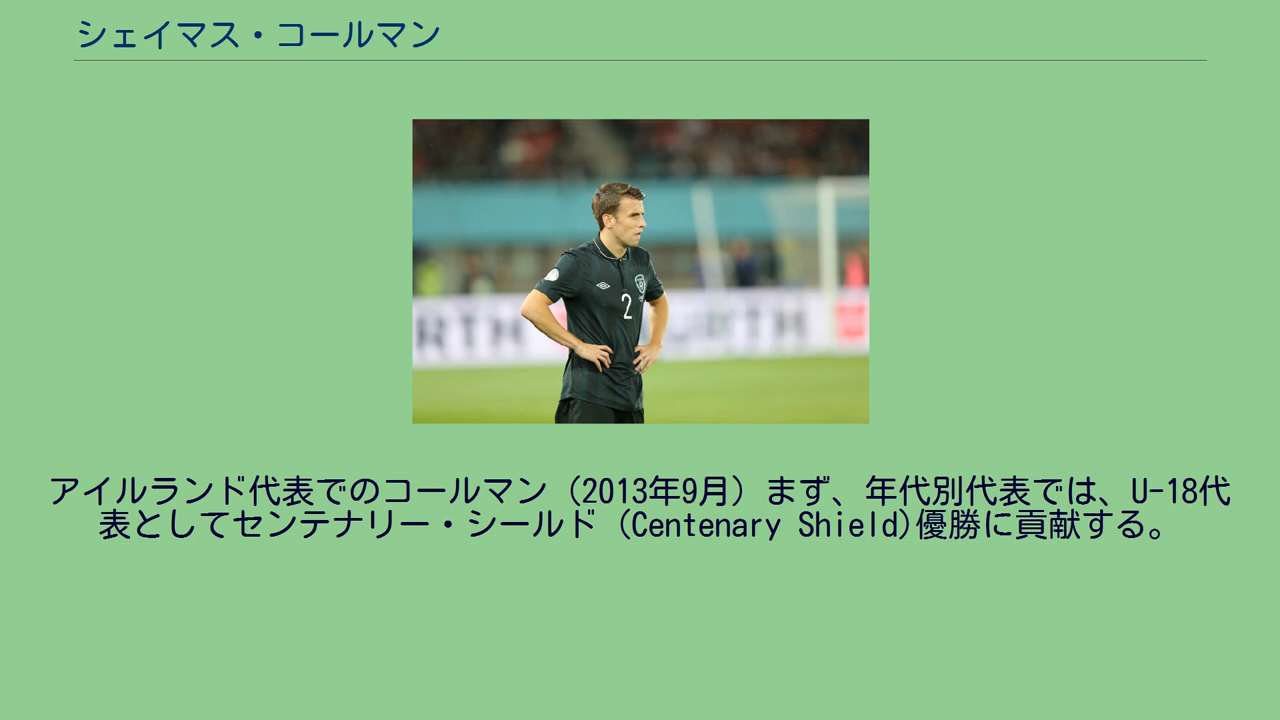 シェイマス・コールマン
2
RTH
アイルランド代表でのコールマン（2013年9月）まず、年代別代表では、U-18代
表としてセンテナリー・シールド（Centenary Shield)優勝に貢献する。